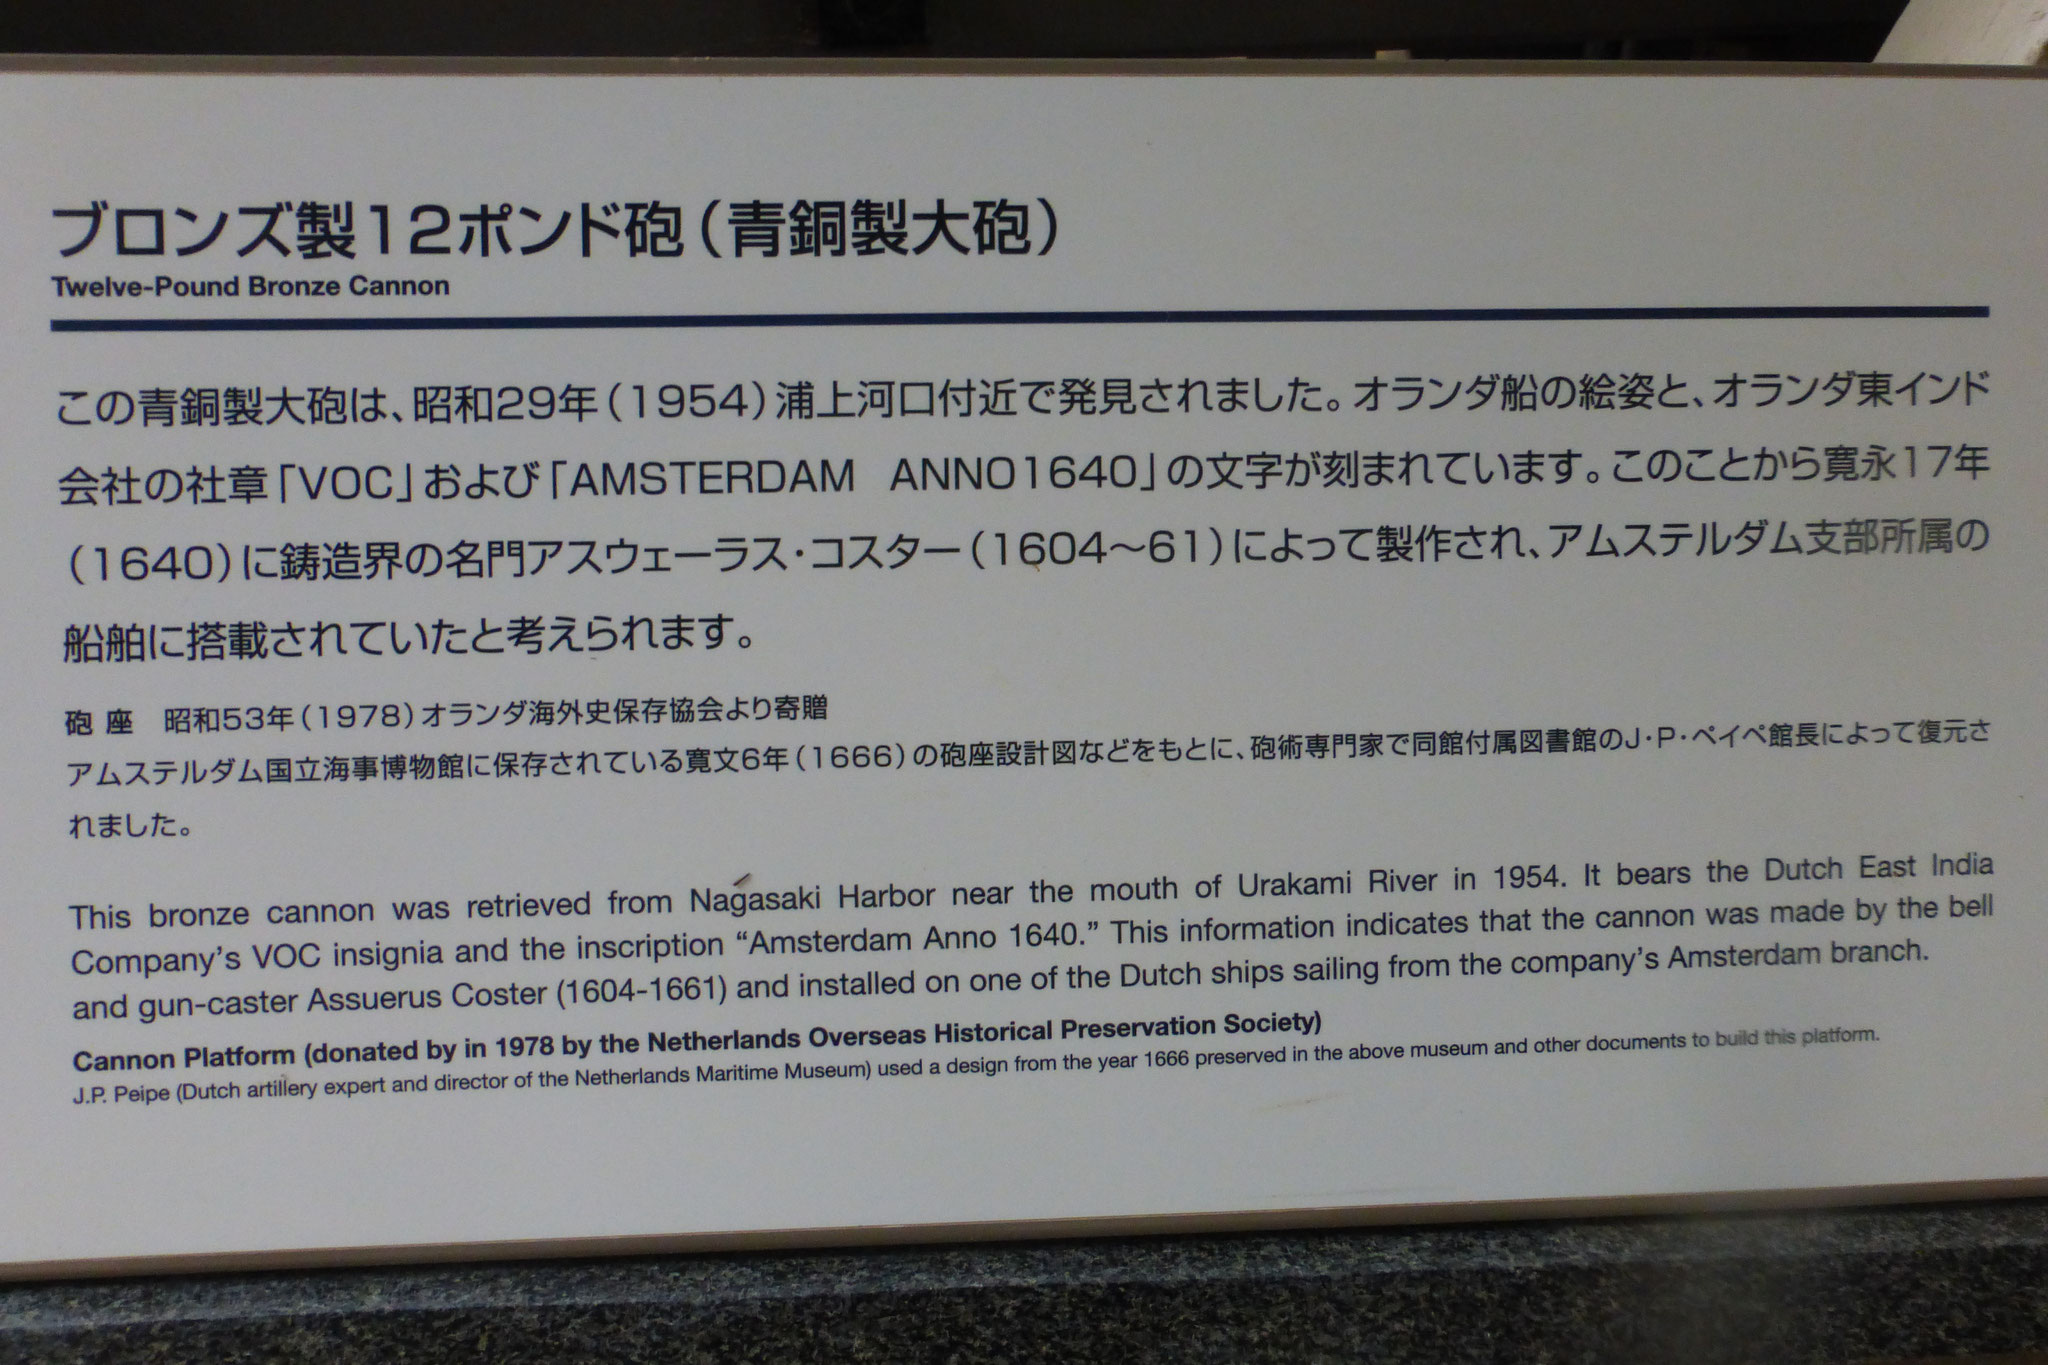 ブロンズ製12ポンド砲（青銅製大砲）
Twelve-Pound Bronze Cannon
この青銅製大砲は、昭和29年（1954）浦上河口付近で発見されました。オランダ船の絵姿と、オランダ東インド
会社の社章「VOC」および「AMSTERDAM　ANNO1640」の文字が刻まれています。このことから寛永17年
（1640）に鋳造界の名門アスウェーラス・コスター（1604〜61）によって製作され、アムステルダム支部所属の
船舶に搭載されていたと考えられます。
砲 座　昭和53年（1978）オランダ海外史保存協会より寄贈
アムステルダム国立海事博物館に保存されている寛文6年（1666）の砲座設計図などをもとに、砲術専門家で同館付属図書館のJ・P・ペイペ館長によって復元さ
れました。
This bronze cannon was retrieved from Nagasaki Harbor near the mouth of Urakami River in 1954. It bears the Dutch East India
Company's VOC insignia and the inscription “Amsterdam Anno 1640.” This information indicates that the cannon was made by the bell
and gun-caster Assuerus Coster (1604-1661) and installed on one of the Dutch ships sailing from the company's Amsterdam branch.
Cannon Platform (donated by in 1978 by the Netherlands Overseas Historical Preservation Society)
J.P. Peipe (Dutch artillery expert and director of the Netherlands Maritime Museum) used a design from the year 1666 preserved in the above museum and other documents to build this platform.